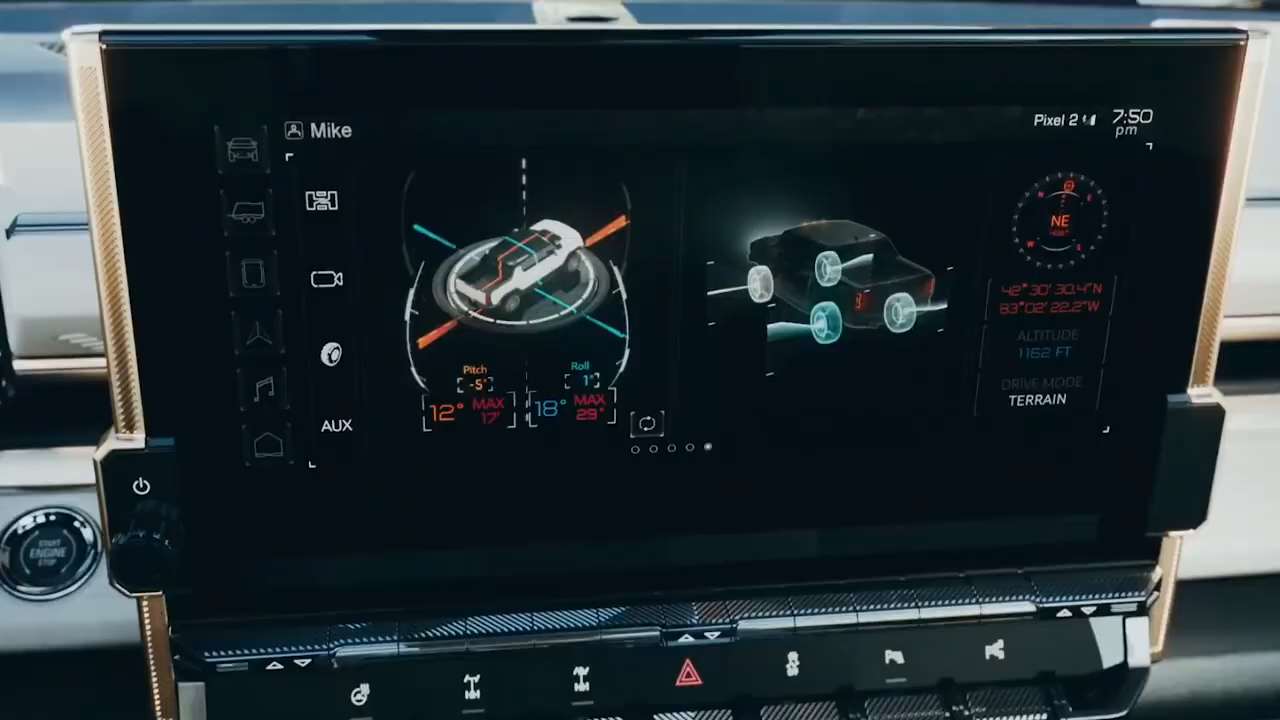 Mike
Pixel 2
7:50
pm
Pitch
-5°
12°
MAX
17°
Roll
1°
18°
MAX
29°
AUX
N
E
NE
W
S
42° 30' 30.4"N
83° 02' 22.2"W
ALTITUDE
1162 FT
DRIVE MODE
TERRAIN
START
ENGINE
STOP